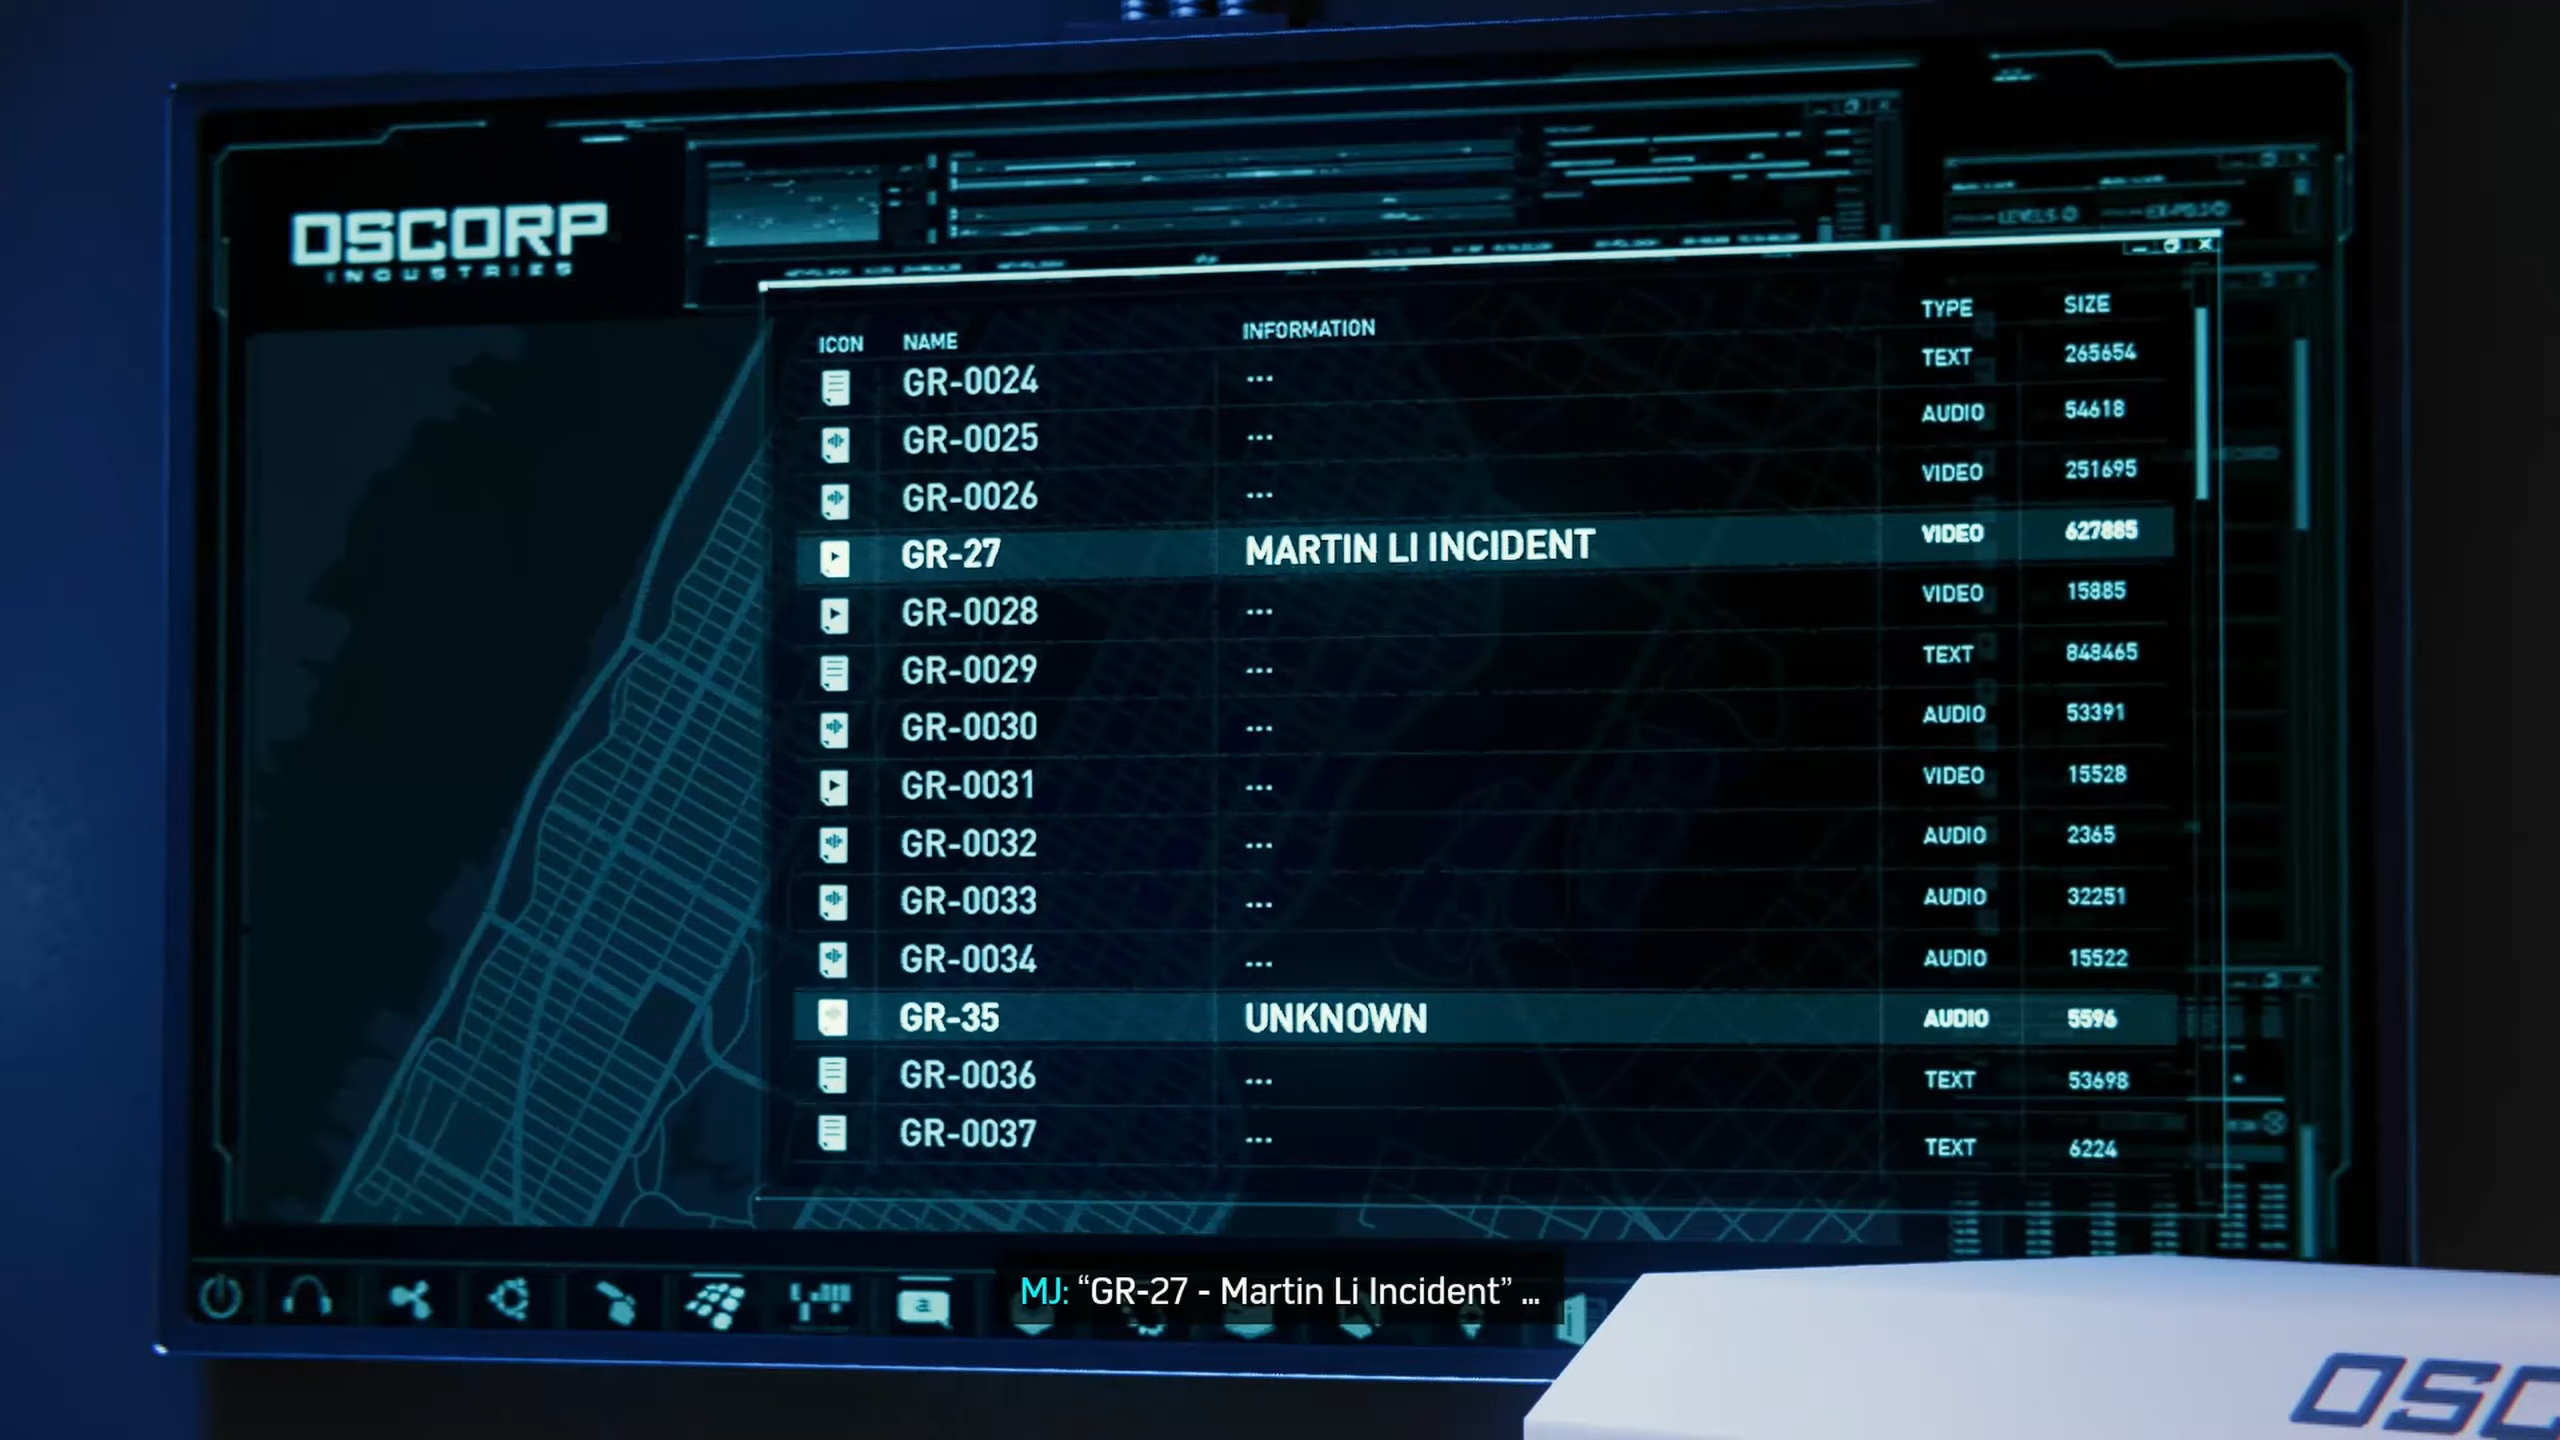 OSCORP
INDUSTRIES
ICON NAME INFORMATION TYPE SIZE
GR-0024 ... TEXT 265654
GR-0025 ... AUDIO 54618
GR-0026 ... VIDEO 251695
GR-27 MARTIN LI INCIDENT VIDEO 627885
GR-0028 ... VIDEO 15885
GR-0029 ... TEXT 848465
GR-0030 ... AUDIO 53391
GR-0031 ... VIDEO 15528
GR-0032 ... AUDIO 2365
GR-0033 ... AUDIO 32251
GR-0034 ... AUDIO 15522
GR-35 UNKNOWN AUDIO 5596
GR-0036 ... TEXT 53698
GR-0037 ... TEXT 6224
a
MJ: “GR-27 - Martin Li Incident” ...
OSC